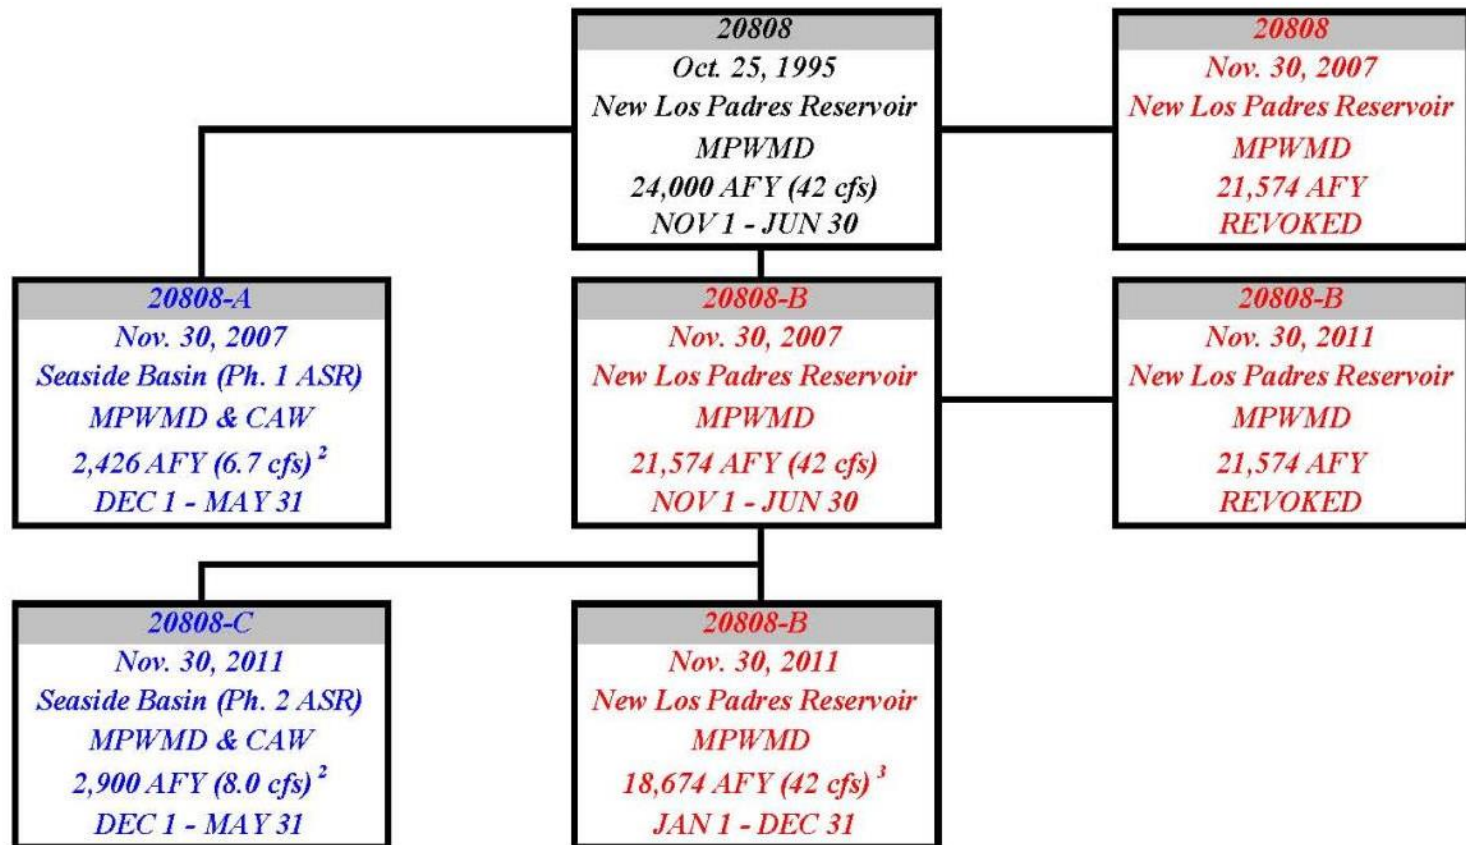 20808
Oct. 25, 1995
New Los Padres Reservoir
MPWMD
24,000 AFY (42 cfs)
NOV 1 - JUN 30
20808
Nov. 30, 2007
New Los Padres Reservoir
MPWMD
21,574 AFY
REVOKED
20808-A
Nov. 30, 2007
Seaside Basin (Ph. 1 ASR)
MPWMD & CAW
2,426 AFY (6.7 cfs) 2
DEC 1 - MAY 31
20808-B
Nov. 30, 2007
New Los Padres Reservoir
MPWMD
21,574 AFY (42 cfs)
NOV 1 - JUN 30
20808-B
Nov. 30, 2011
New Los Padres Reservoir
MPWMD
21,574 AFY
REVOKED
20808-C
Nov. 30, 2011
Seaside Basin (Ph. 2 ASR)
MPWMD & CAW
2,900 AFY (8.0 cfs) 2
DEC 1 - MAY 31
20808-B
Nov. 30, 2011
New Los Padres Reservoir
MPWMD
18,674 AFY (42 cfs) 3
JAN 1 - DEC 31